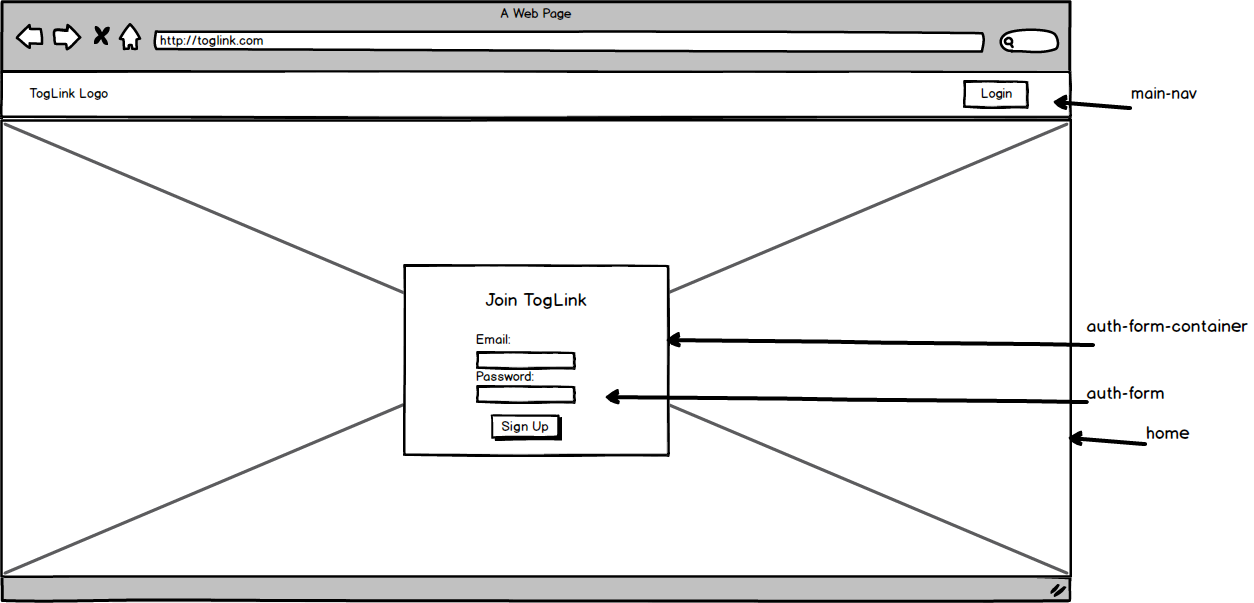 A Web Page
http://toglink.com
TogLink Logo
Login
main-nav
Join TogLink
Email:
auth-form-container
Password:
auth-form
Sign Up
home